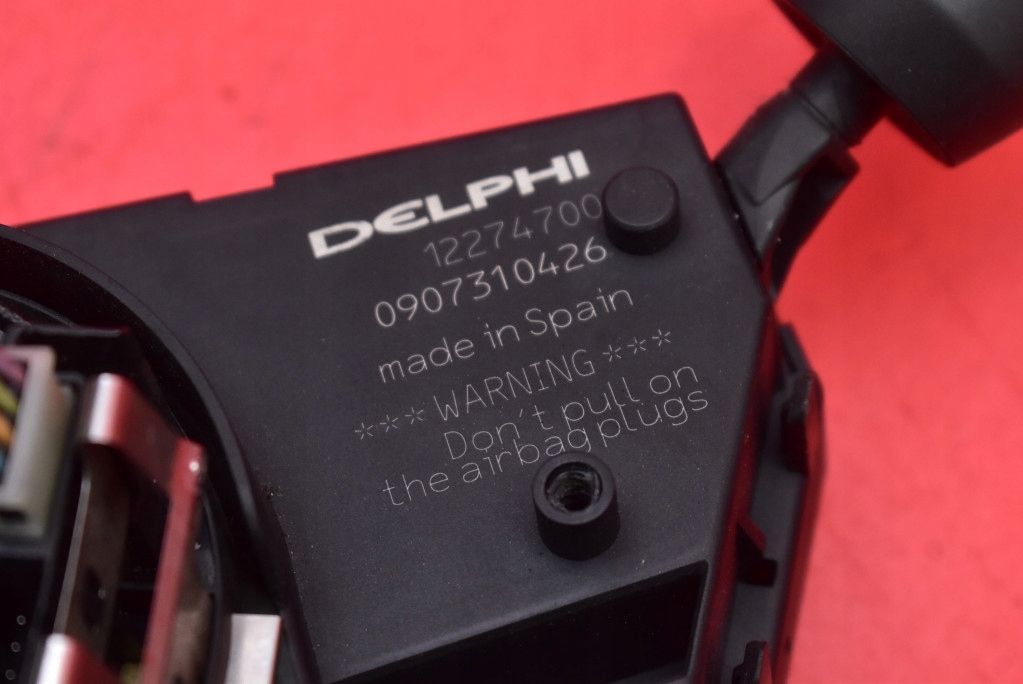 DELPHI
12274700
0907310426
made in Spain
*** WARNING ***
Don't pull on
the airbag plugs